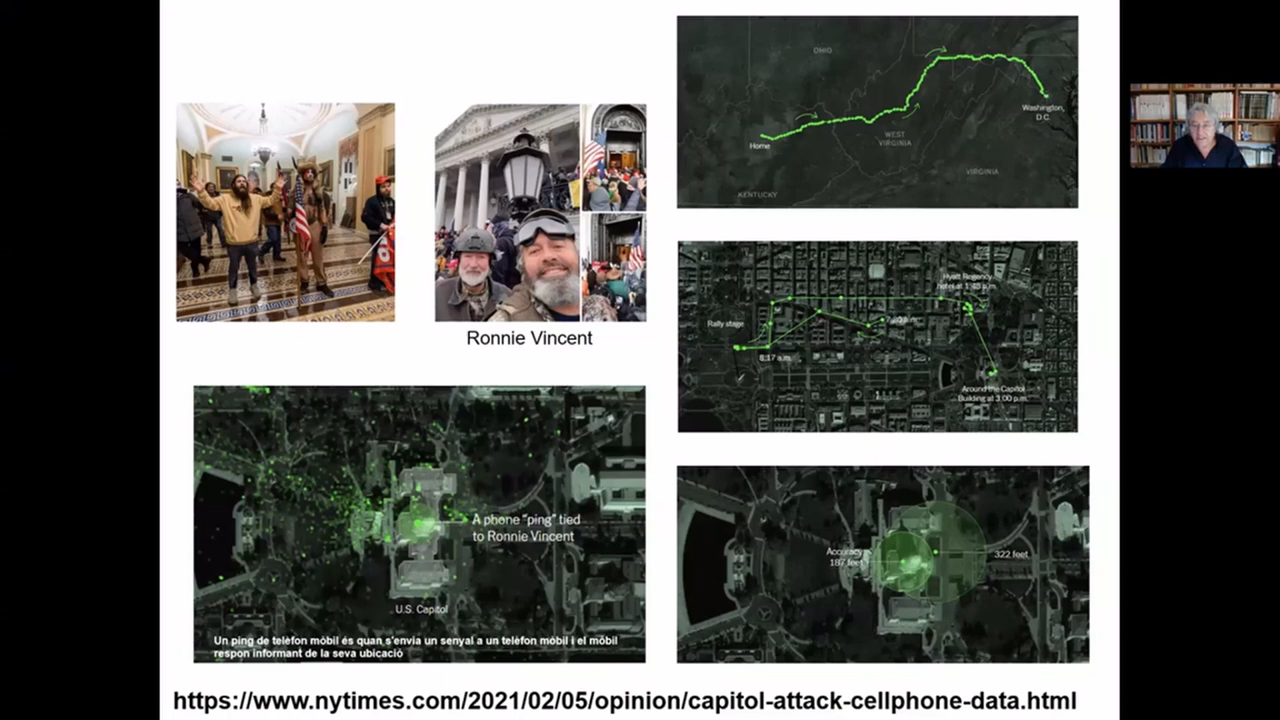 OHIO
Washington,
D.C.
Home
WEST
VIRGINIA
VIRGINIA
KENTUCKY
Ronnie Vincent
Hyatt Regency
hotel at 1:48 p.m.
Rally stage
8:17 a.m.
Around the Capitol
Building at 3:00 p.m.
A phone “ping” tied
to Ronnie Vincent
U.S. Capitol
Un ping de telèfon mòbil és quan s'envia un senyal a un telèfon mòbil i el mòbil
respon informant de la seva ubicació
Accuracy
187 feet
322 feet
https://www.nytimes.com/2021/02/05/opinion/capitol-attack-cellphone-data.html